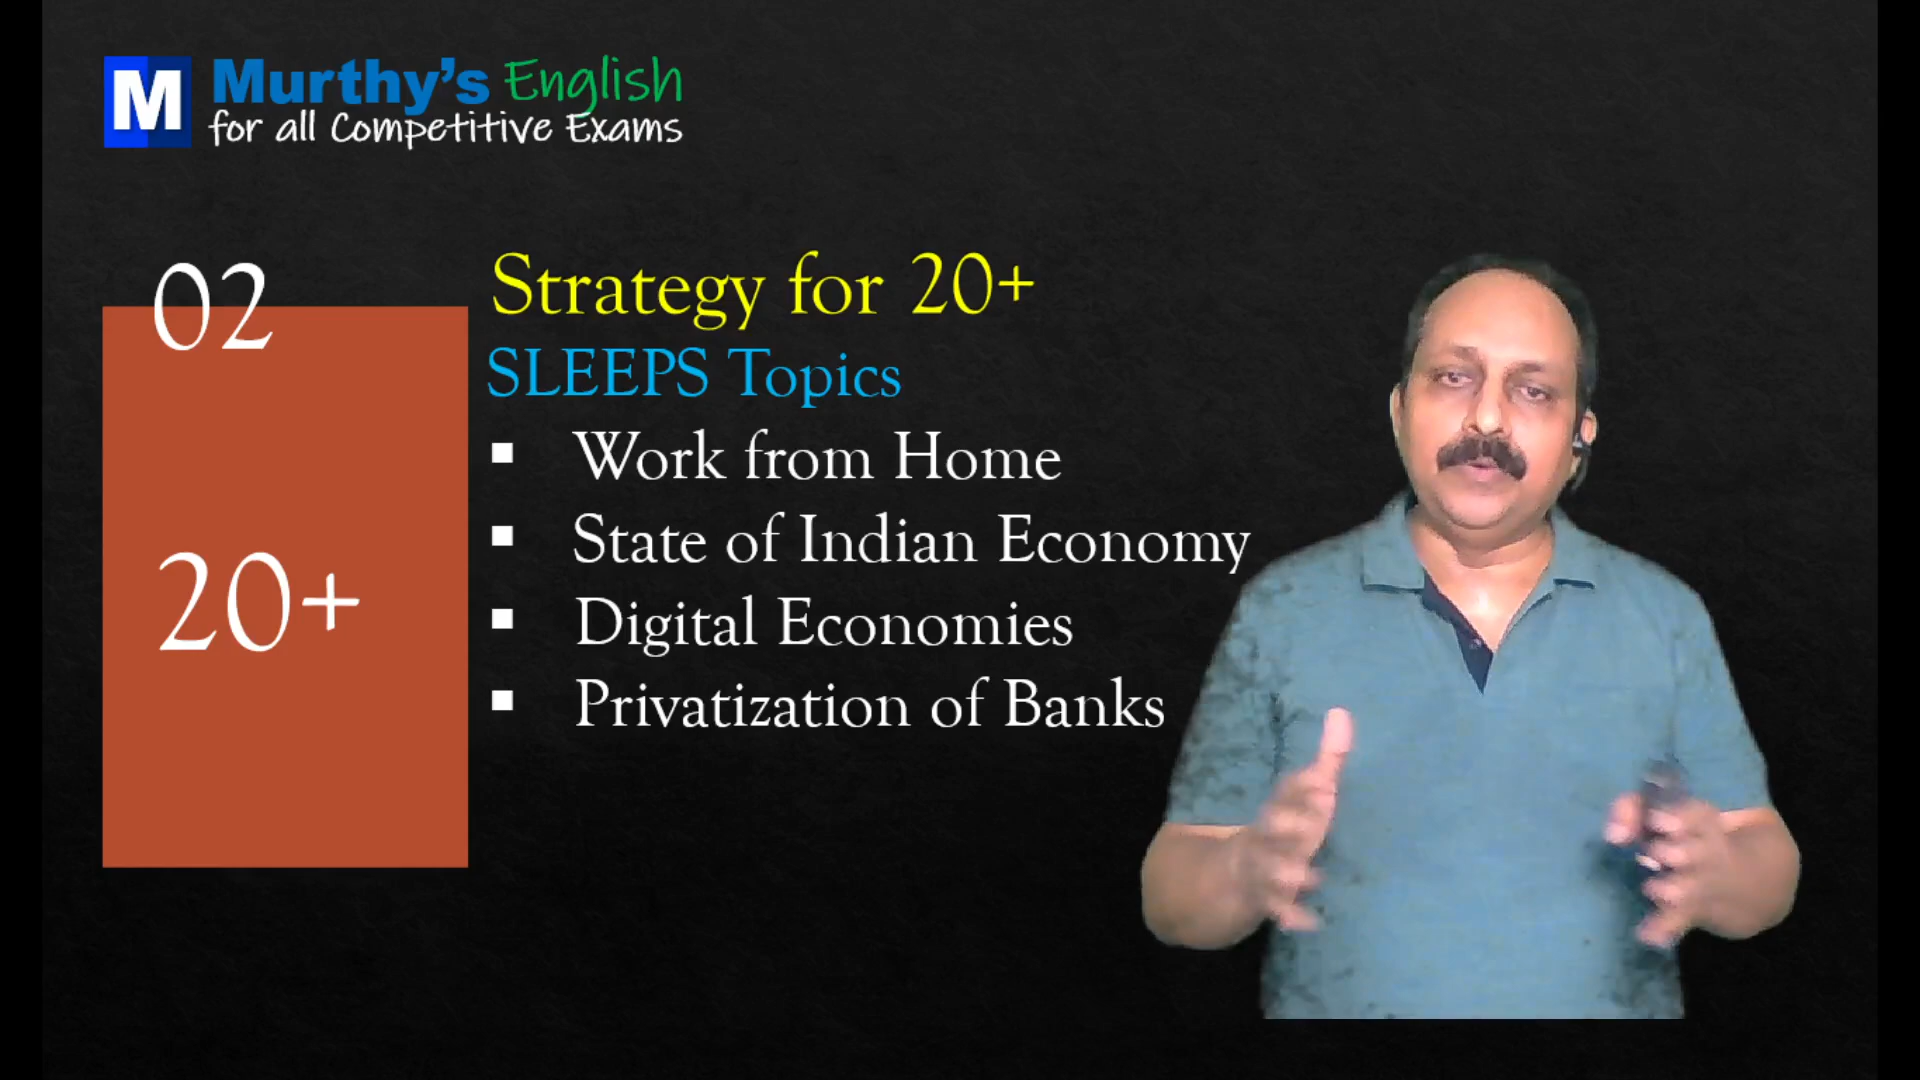 M Murthy's English
for all Competitive Exams
02
20+
Strategy for 20+
SLEEPS Topics
▪ Work from Home
▪ State of Indian Economy
▪ Digital Economies
▪ Privatization of Banks